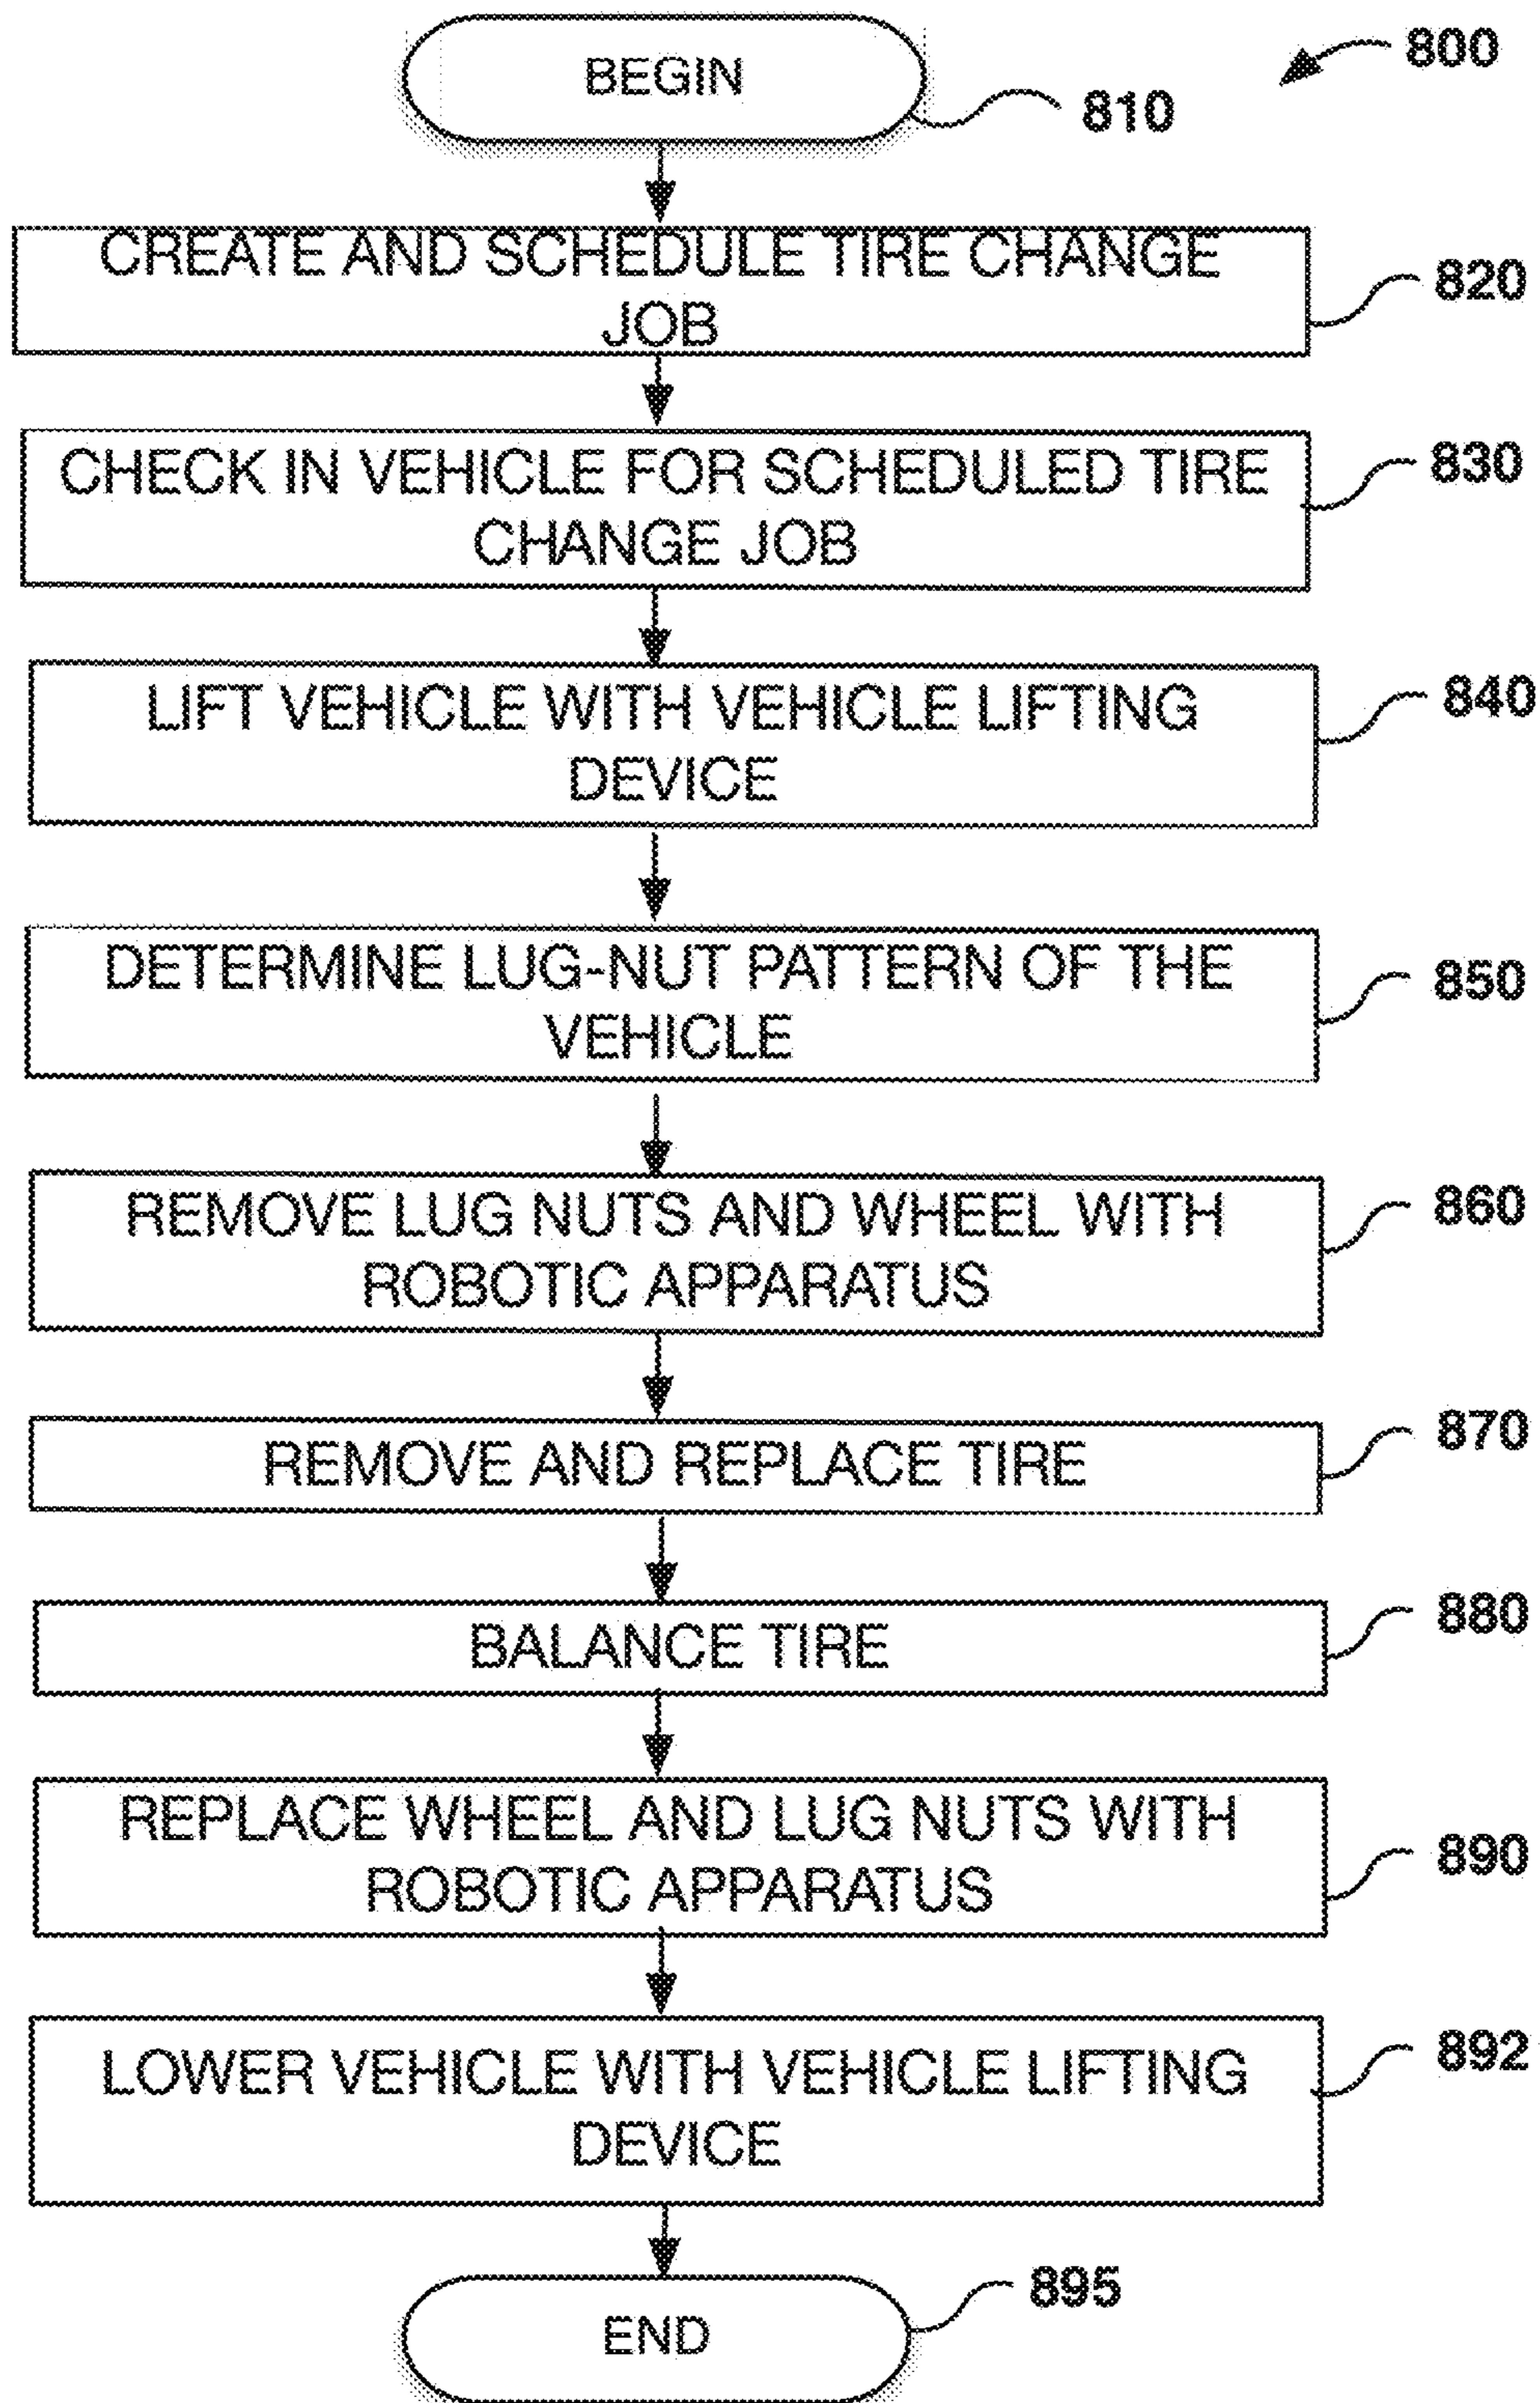 BEGIN
800
810
CREATE AND SCHEDULE TIRE CHANGE
JOB
820
CHECK IN VEHICLE FOR SCHEDULED TIRE
CHANGE JOB
830
LIFT VEHICLE WITH VEHICLE LIFTING
DEVICE
840
DETERMINE LUG-NUT PATTERN OF THE
VEHICLE
850
REMOVE LUG NUTS AND WHEEL WITH
ROBOTIC APPARATUS
860
REMOVE AND REPLACE TIRE
870
BALANCE TIRE
880
REPLACE WHEEL AND LUG NUTS WITH
ROBOTIC APPARATUS
890
LOWER VEHICLE WITH VEHICLE LIFTING
DEVICE
892
END
895